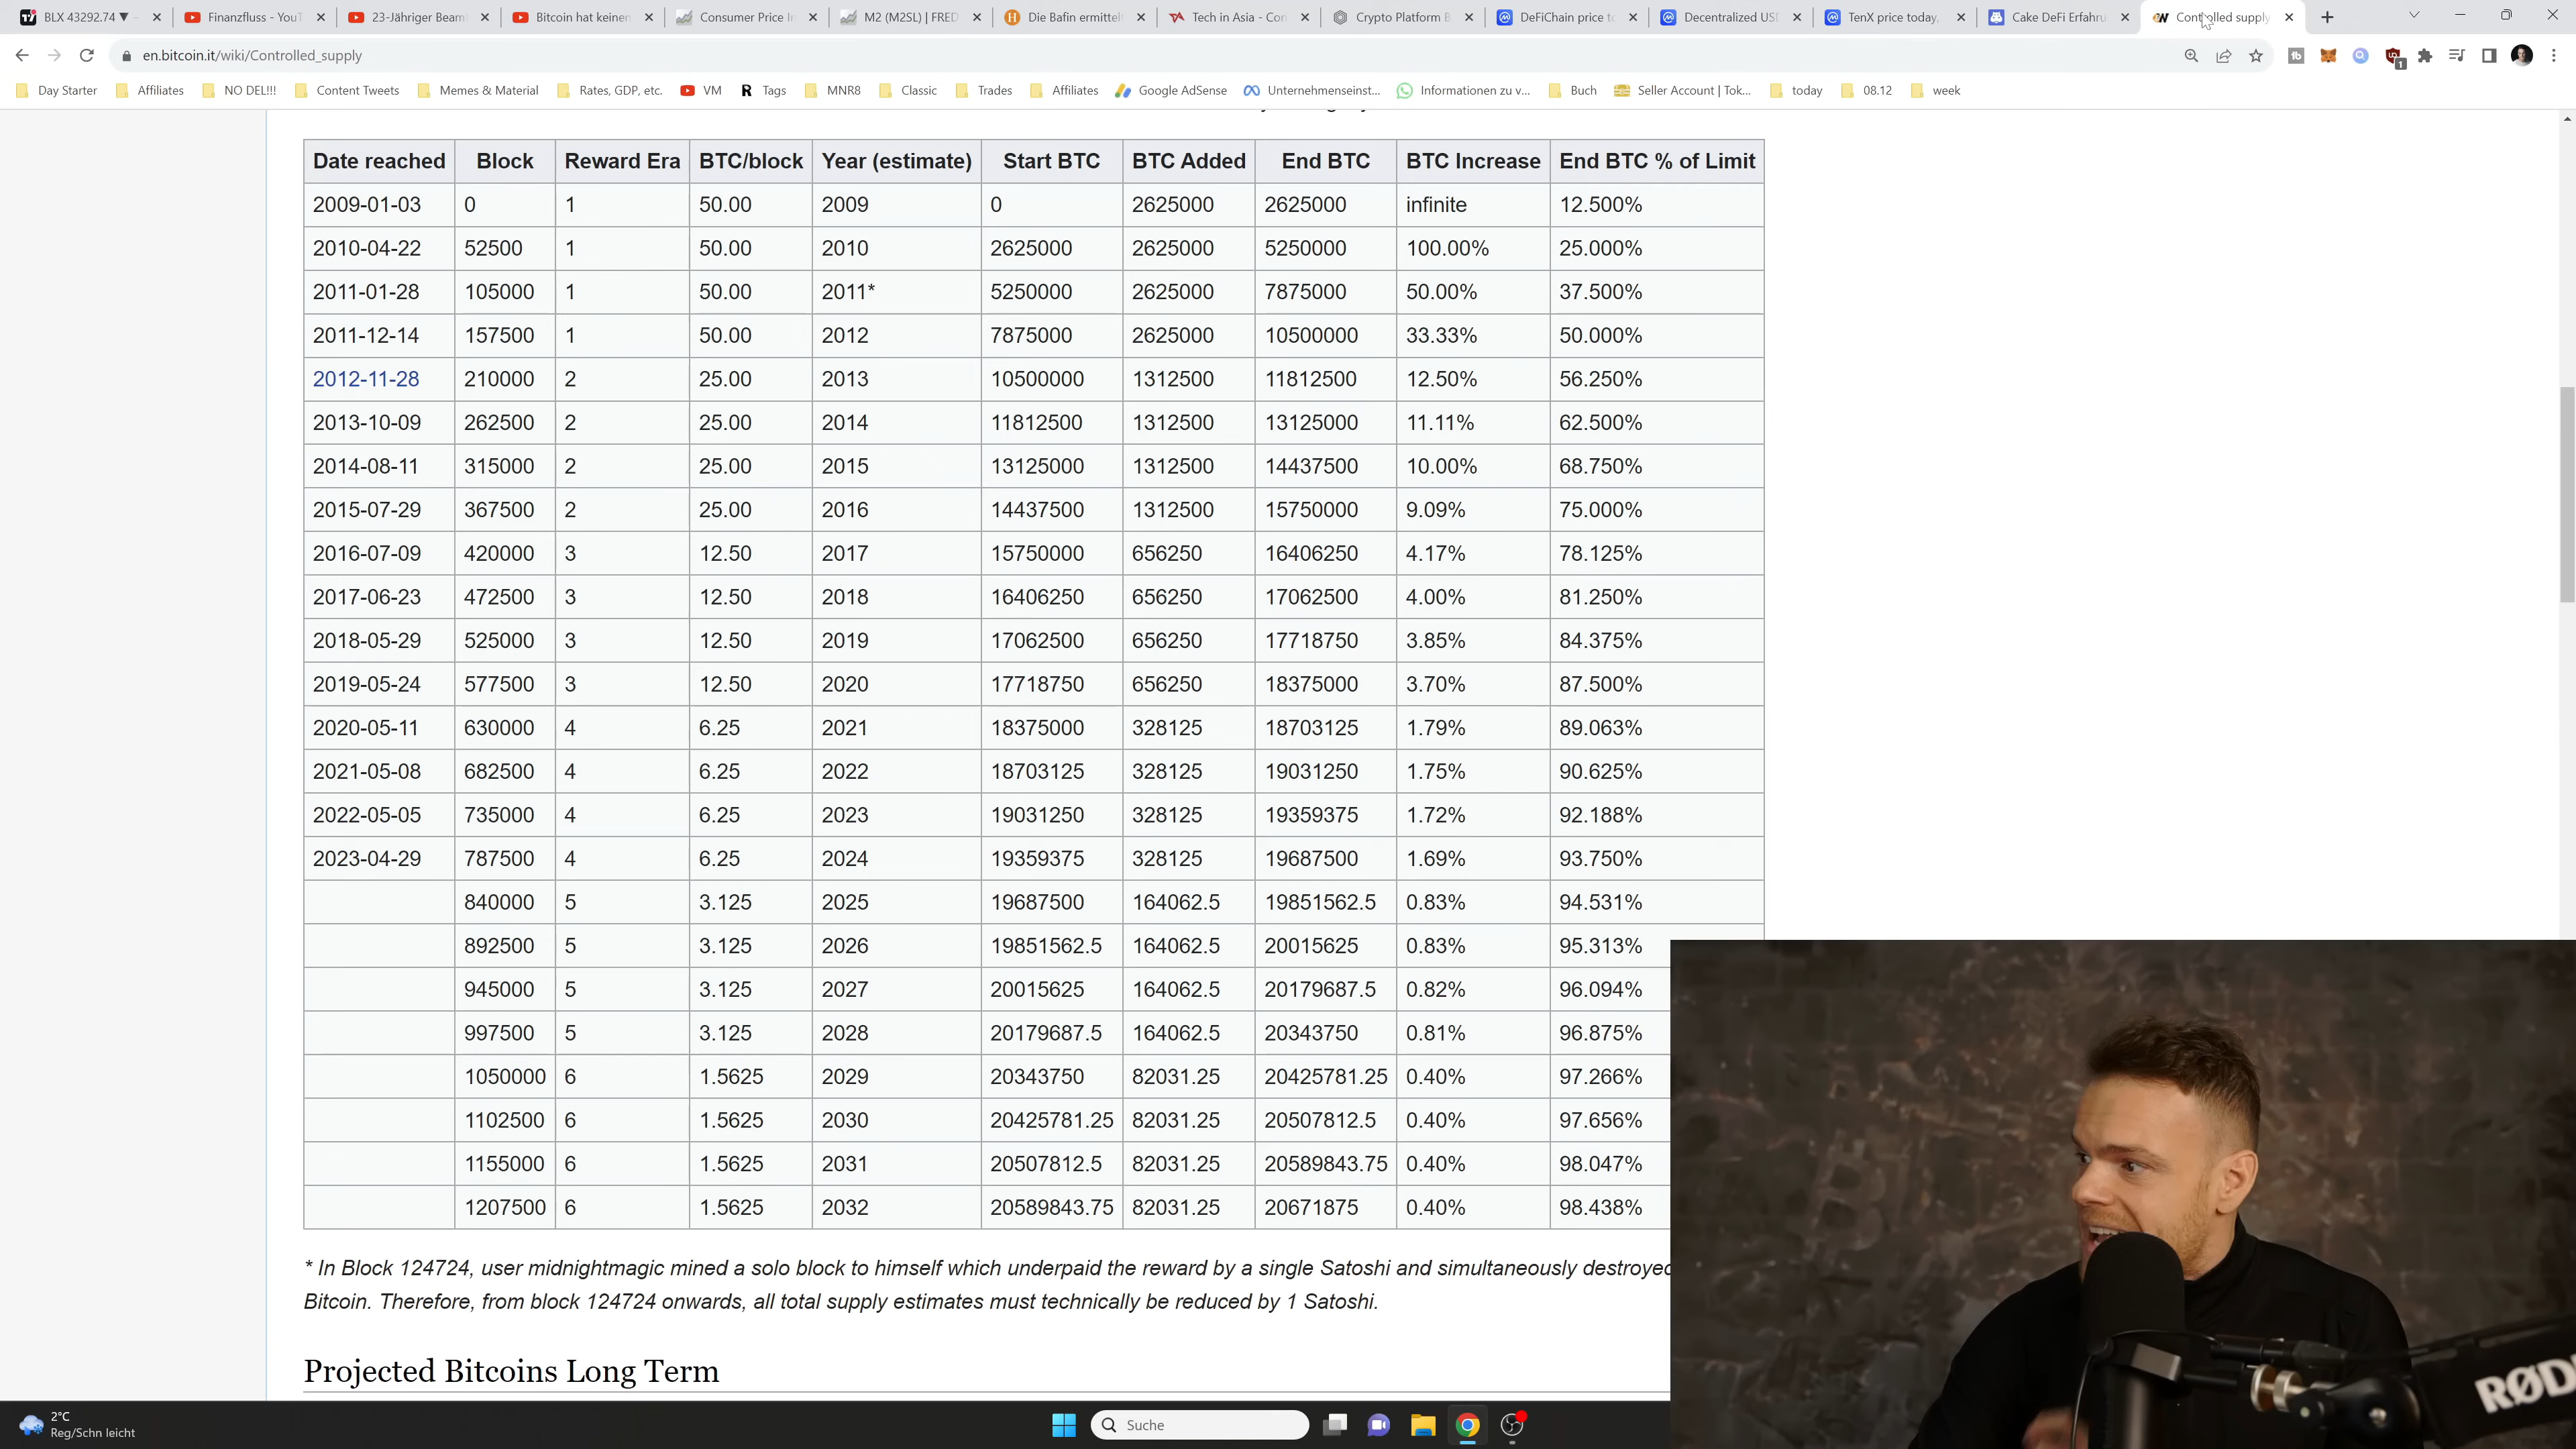 BLX 43292.74 ▼ Finanzfluss - YouT 23-Jähriger Beam Bitcoin hat keinen Consumer Price I M2 (M2SL) | FRED Die Bafin ermittelt Tech in Asia - Con Crypto Platform B DeFiChain price to Decentralized USD TenX price today, Cake DeFi Erfahru Controlled supply
en.bitcoin.it/wiki/Controlled_supply
Day Starter Affiliates NO DEL!!! Content Tweets Memes & Material Rates, GDP, etc. VM Tags MNR8 Classic Trades Affiliates Google AdSense Unternehmenseinst... Informationen zu v... Buch Seller Account | Tok... today 08.12 week
Date reached Block Reward Era BTC/block Year (estimate) Start BTC BTC Added End BTC BTC Increase End BTC % of Limit
2009-01-03 0 1 50.00 2009 0 2625000 2625000 infinite 12.500%
2010-04-22 52500 1 50.00 2010 2625000 2625000 5250000 100.00% 25.000%
2011-01-28 105000 1 50.00 2011* 5250000 2625000 7875000 50.00% 37.500%
2011-12-14 157500 1 50.00 2012 7875000 2625000 10500000 33.33% 50.000%
2012-11-28 210000 2 25.00 2013 10500000 1312500 11812500 12.50% 56.250%
2013-10-09 262500 2 25.00 2014 11812500 1312500 13125000 11.11% 62.500%
2014-08-11 315000 2 25.00 2015 13125000 1312500 14437500 10.00% 68.750%
2015-07-29 367500 2 25.00 2016 14437500 1312500 15750000 9.09% 75.000%
2016-07-09 420000 3 12.50 2017 15750000 656250 16406250 4.17% 78.125%
2017-06-23 472500 3 12.50 2018 16406250 656250 17062500 4.00% 81.250%
2018-05-29 525000 3 12.50 2019 17062500 656250 17718750 3.85% 84.375%
2019-05-24 577500 3 12.50 2020 17718750 656250 18375000 3.70% 87.500%
2020-05-11 630000 4 6.25 2021 18375000 328125 18703125 1.79% 89.063%
2021-05-08 682500 4 6.25 2022 18703125 328125 19031250 1.75% 90.625%
2022-05-05 735000 4 6.25 2023 19031250 328125 19359375 1.72% 92.188%
2023-04-29 787500 4 6.25 2024 19359375 328125 19687500 1.69% 93.750%
840000 5 3.125 2025 19687500 164062.5 19851562.5 0.83% 94.531%
892500 5 3.125 2026 19851562.5 164062.5 20015625 0.83% 95.313%
945000 5 3.125 2027 20015625 164062.5 20179687.5 0.82% 96.094%
997500 5 3.125 2028 20179687.5 164062.5 20343750 0.81% 96.875%
1050000 6 1.5625 2029 20343750 82031.25 20425781.25 0.40% 97.266%
1102500 6 1.5625 2030 20425781.25 82031.25 20507812.5 0.40% 97.656%
1155000 6 1.5625 2031 20507812.5 82031.25 20589843.75 0.40% 98.047%
1207500 6 1.5625 2032 20589843.75 82031.25 20671875 0.40% 98.438%
* In Block 124724, user midnightmagic mined a solo block to himself which underpaid the reward by a single Satoshi and simultaneously destroyed
Bitcoin. Therefore, from block 124724 onwards, all total supply estimates must technically be reduced by 1 Satoshi.
Projected Bitcoins Long Term
RØD
2°C
Reg/Schn leicht
Suche